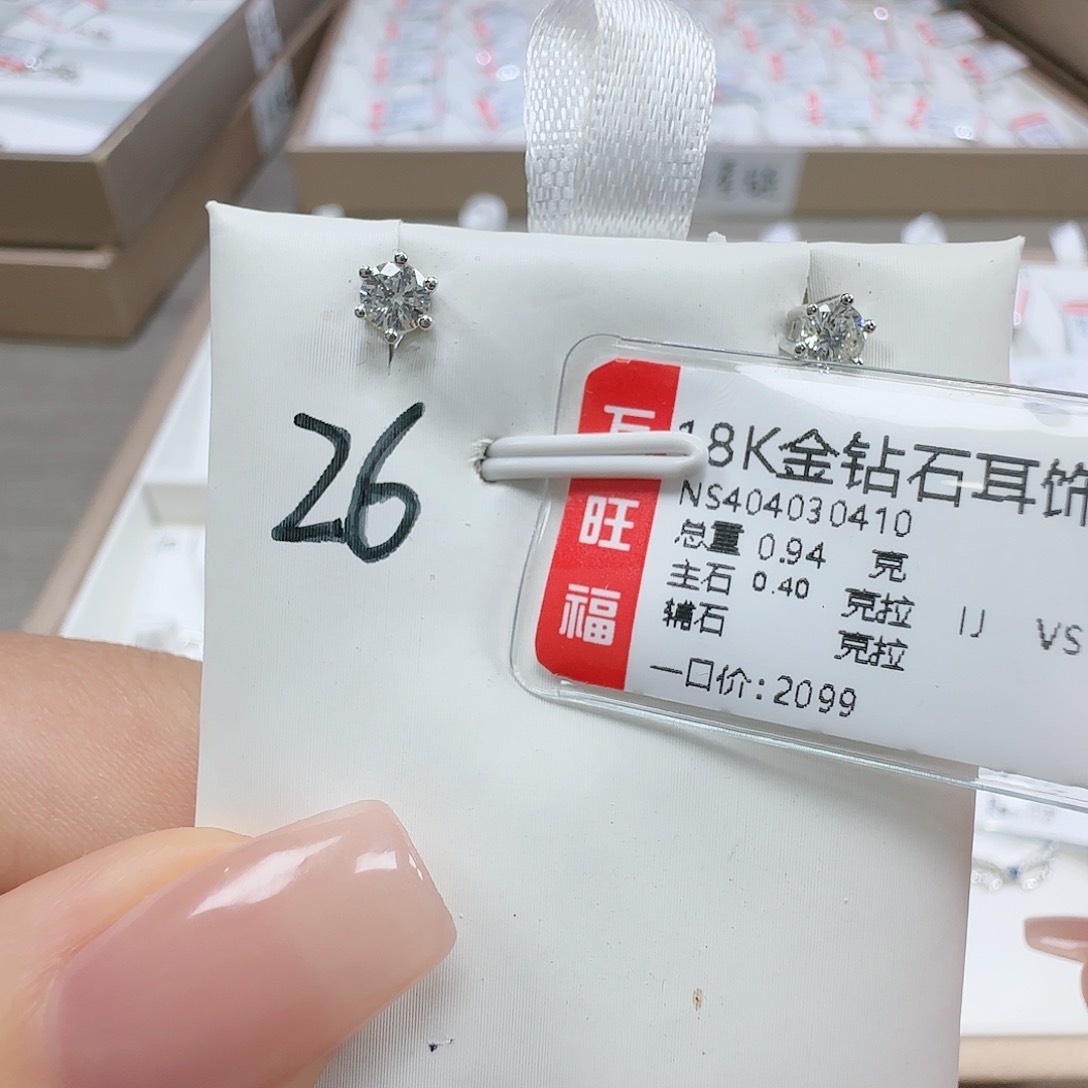 26
旺
福
18K金钻石耳饰
NS404030410
总重 0.94 克
主石 0.40 克拉 IJ VS
辅石 克拉
一口价:2099